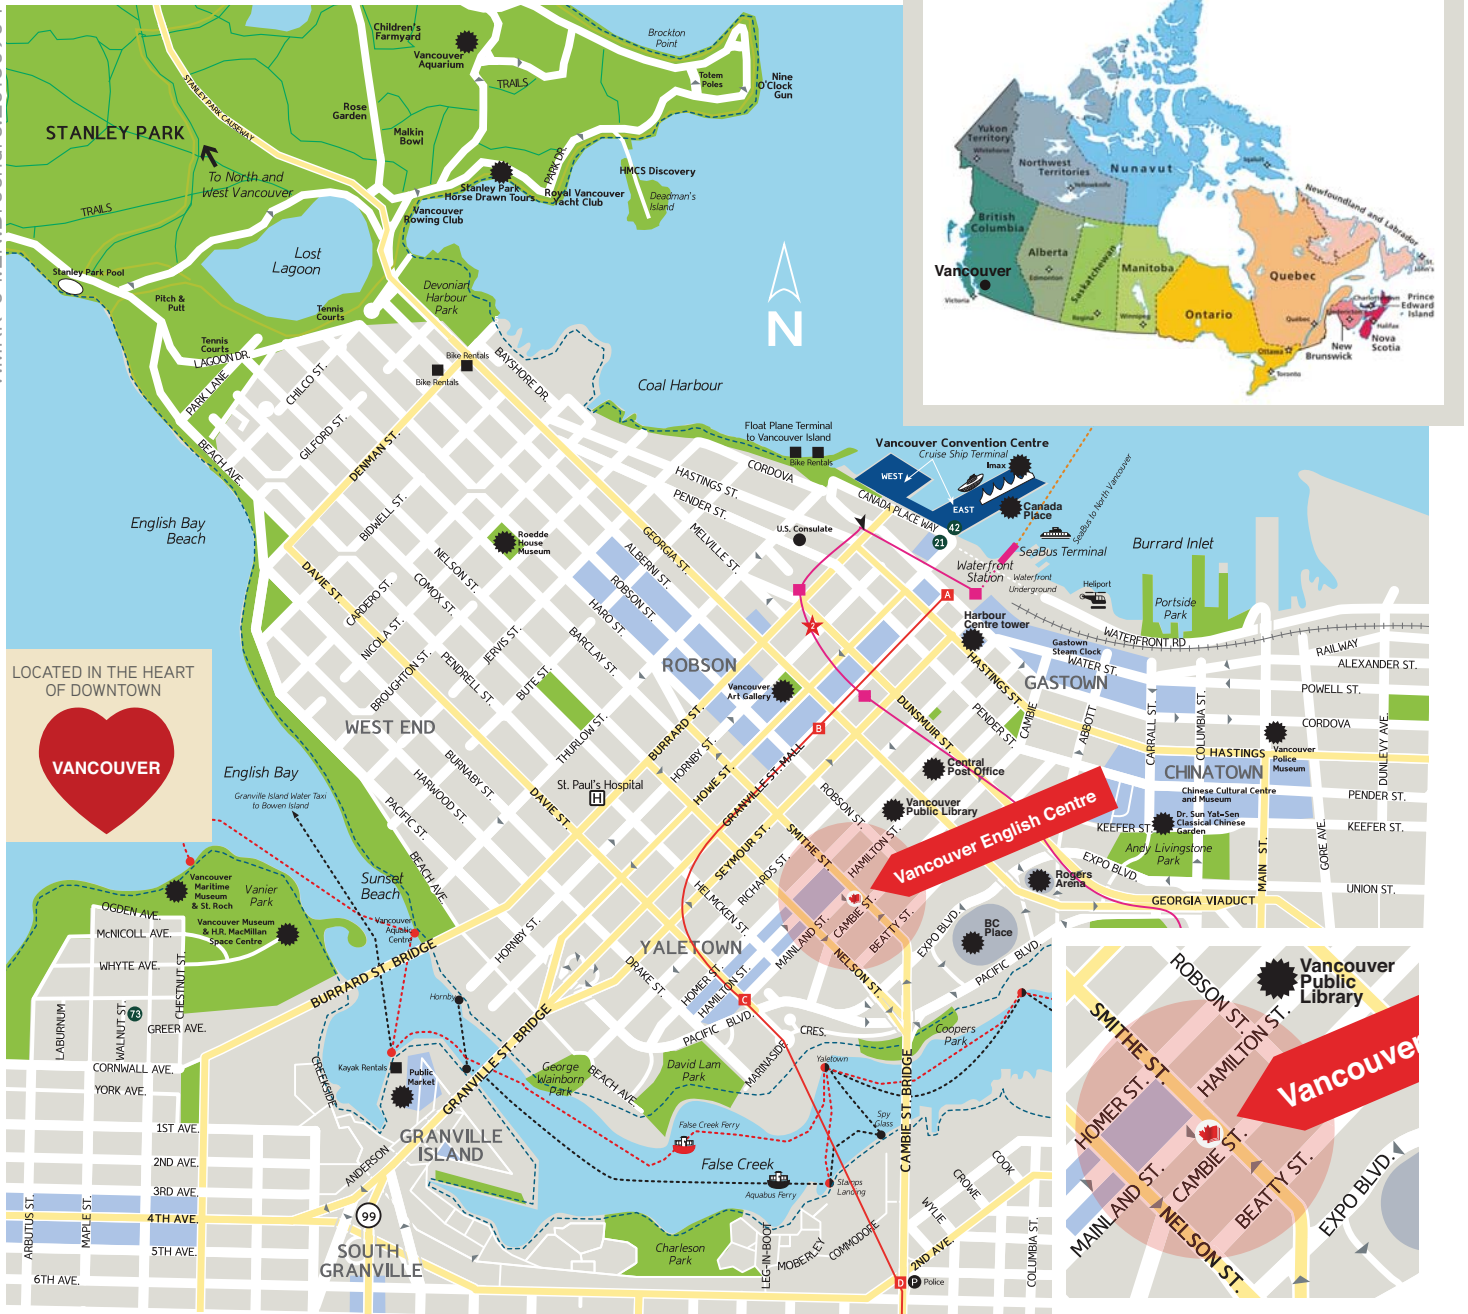 Children's
Farmyard
Vancouver
Aquarium
Brockton
Point
Totem
Poles
Nine
O'Clock
Gun
TRAILS
STANLEY PARK CAUSEWAY
Rose
Garden
Malkin
Bowl
STANLEY PARK
To North and
West Vancouver
TRAILS
Stanley Park
Horse Drawn Tours
PARK DR.
Royal Vancouver
Yacht Club
HMCS Discovery
Deadman's
Island
Vancouver
Rowing Club
Lost
Lagoon
Stanley Park Pool
Pitch &
Putt
Tennis
Courts
Tennis
Courts
Devonian
Harbour
Park
LAGOON DR.
PARK LANE
Bike Rentals
Bike Rentals
BAYSHORE DR.
N
Coal Harbour
CHILCO ST.
GILFORD ST.
DENMAN ST.
BEACH AVE.
BIDWELL ST.
English Bay
Beach
Float Plane Terminal
to Vancouver Island
Bike Rentals
Vancouver Convention Centre
Cruise Ship Terminal
Imax
WEST
EAST
Canada
Place
42
21
CANADA PLACE WAY
SeaBus to North Vancouver
SeaBus Terminal
Burrard Inlet
Waterfront
Station
Waterfront
Underground
Heliport
Portside
Park
HASTINGS ST.
CORDOVA
PENDER ST.
MELVILLE ST.
U.S. Consulate
GEORGIA ST.
ALBERNI ST.
ROBSON ST.
HARO ST.
BARCLAY ST.
Roedde
House
Museum
NELSON ST.
COMOX ST.
DAVIE ST.
CARDERO ST.
NICOLA ST.
BROUGHTON ST.
PENDRELL ST.
JERVIS ST.
BUTE ST.
THURLOW ST.
BURRARD ST.
HORNBY ST.
HOWE ST.
GRANVILLE ST. MALL
SEYMOUR ST.
RICHARDS ST.
ROBSON
WEST END
2
A
B
C
D
Vancouver
Art Gallery
Harbour
Centre tower
Gastown
Steam Clock
WATER ST.
WATERFRONT RD
RAILWAY
ALEXANDER ST.
POWELL ST.
CORDOVA
HASTINGS
PENDER ST.
KEEFER ST.
KEEFER ST.
UNION ST.
GASTOWN
HASTINGS ST.
PENDER ST.
CAMBIE
ABBOTT
CARRALL ST.
COLUMBIA ST.
DUNLEVY AVE.
GORE AVE.
MAIN ST.
CHINATOWN
Vancouver
Police
Museum
Chinese Cultural Centre
and Museum
Dr. Sun Yat-Sen
Classical Chinese
Garden
Andy Livingstone
Park
EXPO BLVD.
GEORGIA VIADUCT
DUNSMUIR ST.
Central
Post Office
Vancouver
Public Library
Vancouver English Centre
Rogers
Arena
BC
Place
EXPO BLVD.
PACIFIC BLVD.
ROBSON ST.
SMITHE ST.
HAMILTON ST.
CAMBIE ST.
BEATTY ST.
MAINLAND ST.
NELSON ST.
HELMCKEN ST.
YALETOWN
DRAKE ST.
HOMER ST.
HAMILTON ST.
PACIFIC BLVD.
CRES.
MARINASIDE
Coopers
Park
CAMBIE ST. BRIDGE
St. Paul's Hospital
H
DAVIE ST.
BURNABY ST.
HARWOOD ST.
PACIFIC ST.
BEACH AVE.
HORNBY ST.
LOCATED IN THE HEART
OF DOWNTOWN
VANCOUVER
English Bay
Granville Island Water Taxi
to Bowen Island
Sunset
Beach
Vancouver
Aquatic
Centre
Vancouver
Maritime
Museum
& St. Roch
Vanier
Park
Vancouver Museum
& H.R. MacMillan
Space Centre
OGDEN AVE.
McNICOLL AVE.
WHYTE AVE.
CHESTNUT ST.
WALNUT ST.
LABURNUM
73
GREER AVE.
CORNWALL AVE.
YORK AVE.
1ST AVE.
2ND AVE.
3RD AVE.
4TH AVE.
5TH AVE.
6TH AVE.
ARBUTUS ST.
MAPLE ST.
BURRARD ST. BRIDGE
GRANVILLE ST. BRIDGE
Hornby
CREEKSIDE
Kayak Rentals
Public
Market
GRANVILLE
ISLAND
ANDERSON
99
SOUTH
GRANVILLE
George
Wainborn
Park
BEACH AVE.
David Lam
Park
Yaletown
Spy
Glass
False Creek Ferry
False Creek
Aquabus Ferry
Stamps
Landing
Charleson
Park
LEG-IN-BOOT
MOBERLEY
COMMODORE
2ND AVE.
WYLIE
CROWE
COOK
COLUMBIA ST.
P
Police
Yukon
Territory
Whitehorse
Northwest
Territories
Yellowknife
Nunavut
Iqaluit
British
Columbia
Alberta
Edmonton
Saskatchewan
Regina
Manitoba
Winnipeg
Ontario
Ottawa
Toronto
Quebec
Québec
Newfoundland and Labrador
St.
John's
Charlottetown
Prince
Edward
Island
Fredericton
Halifax
Nova
Scotia
New
Brunswick
Vancouver
Victoria
ROBSON ST.
Vancouver
Public
Library
SMITHE ST.
HAMILTON ST.
Vancouver
HOMER ST.
CAMBIE ST.
MAINLAND ST.
BEATTY ST.
NELSON ST.
EXPO BLVD.